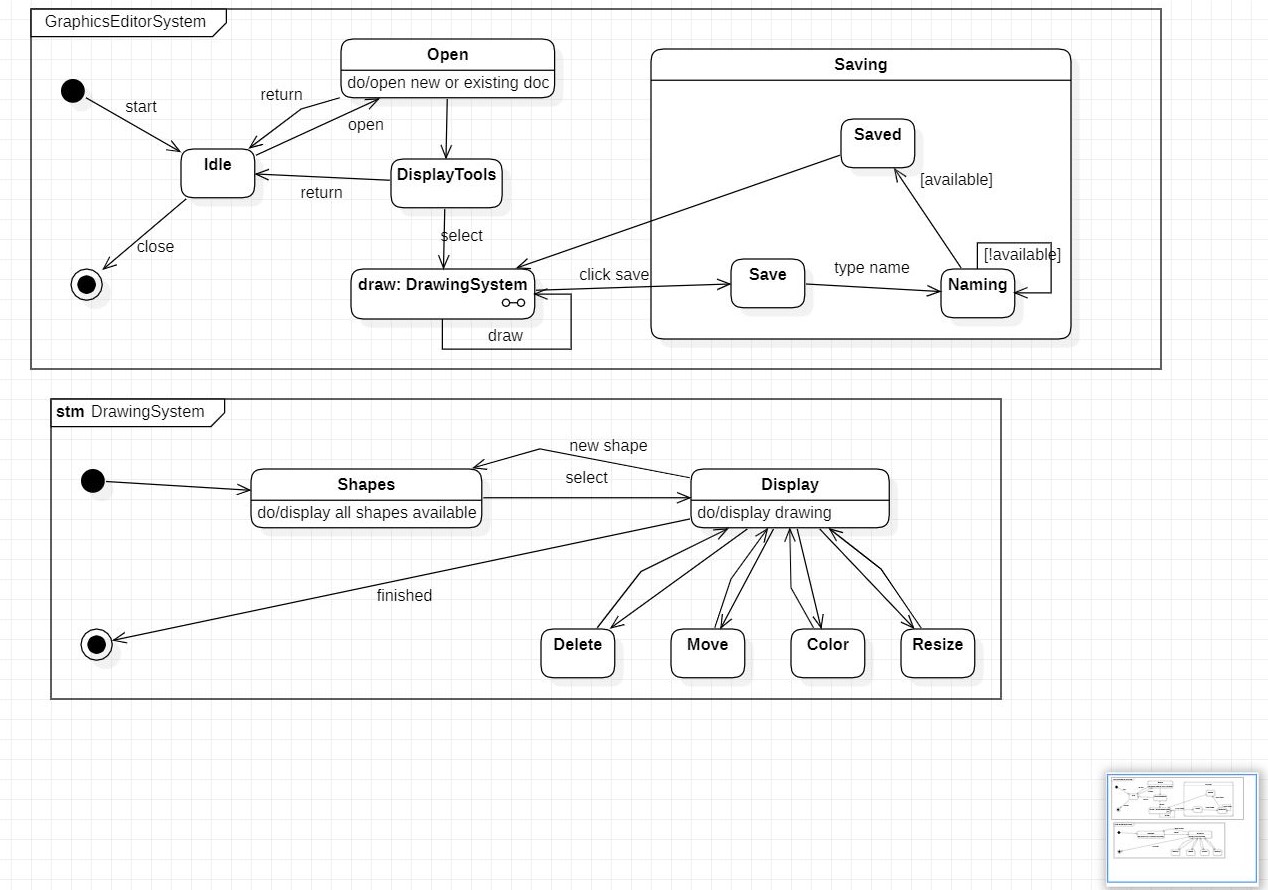 GraphicsEditorSystem
Open
do/open new or existing doc
Saving
start
return
open
Idle
DisplayTools
return
Saved
[available]
close
select
draw: DrawingSystem
click save
Save
type name
[!available]
Naming
draw
stm DrawingSystem
new shape
Shapes
do/display all shapes available
select
Display
do/display drawing
finished
Delete
Move
Color
Resize